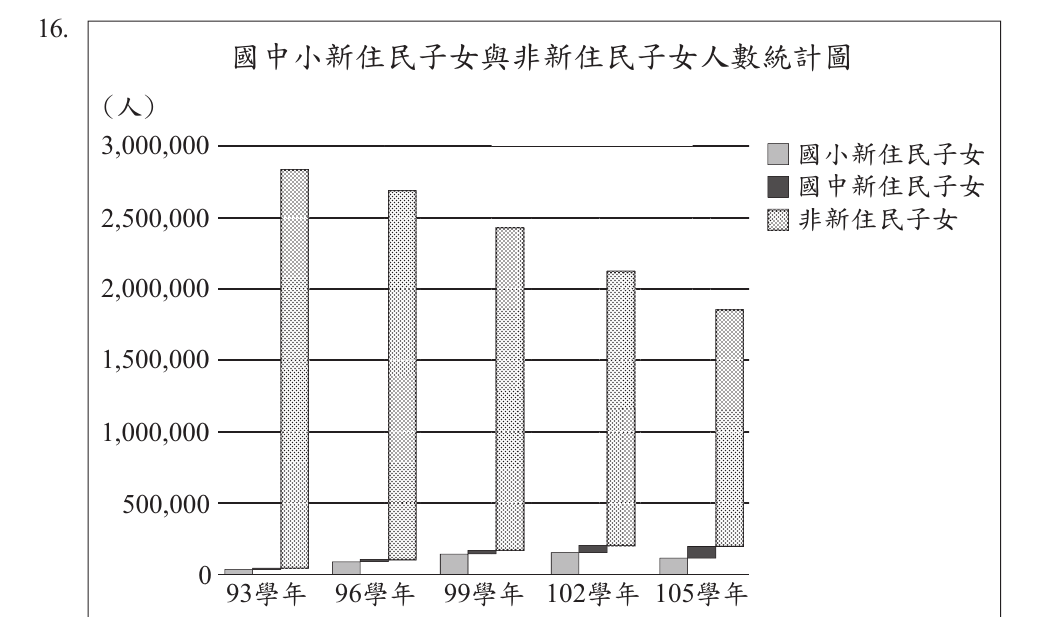 16.
國中小新住民子女與非新住民子女人數統計圖
（人）
3,000,000
2,500,000
2,000,000
1,500,000
1,000,000
500,000
0
93學年 96學年 99學年 102學年 105學年
國小新住民子女
國中新住民子女
非新住民子女